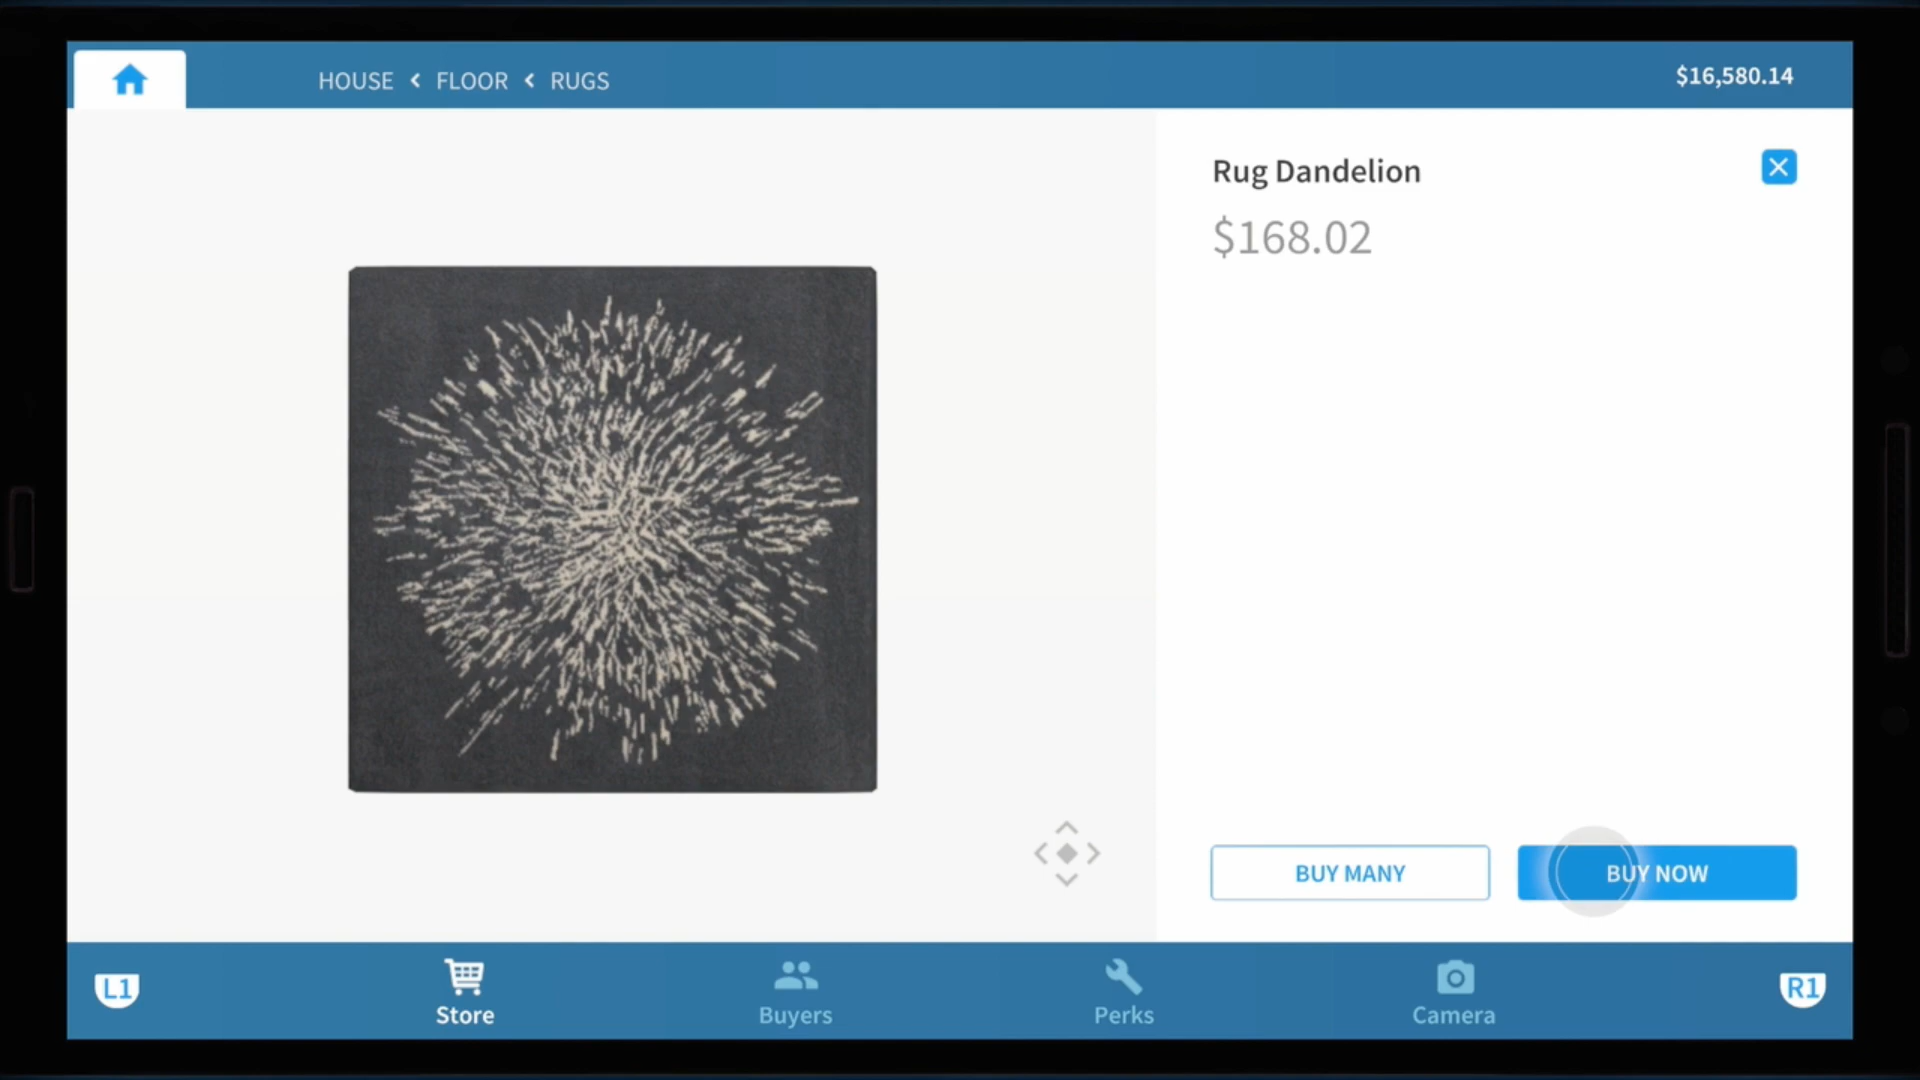 HOUSE < FLOOR < RUGS
$16,580.14
Rug Dandelion
$168.02
BUY MANY
BUY NOW
L1
Store
Buyers
Perks
Camera
R1